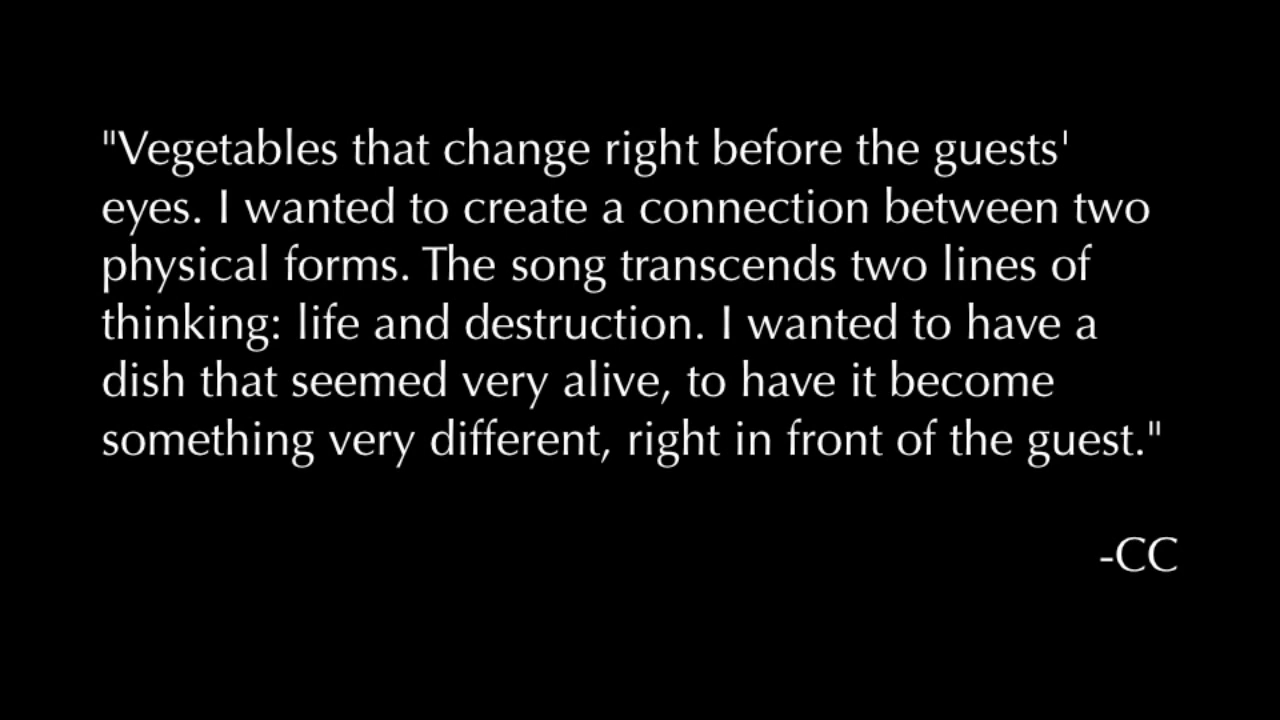 "Vegetables that change right before the guests'
eyes. I wanted to create a connection between two
physical forms. The song transcends two lines of
thinking: life and destruction. I wanted to have a
dish that seemed very alive, to have it become
something very different, right in front of the guest."
-CC